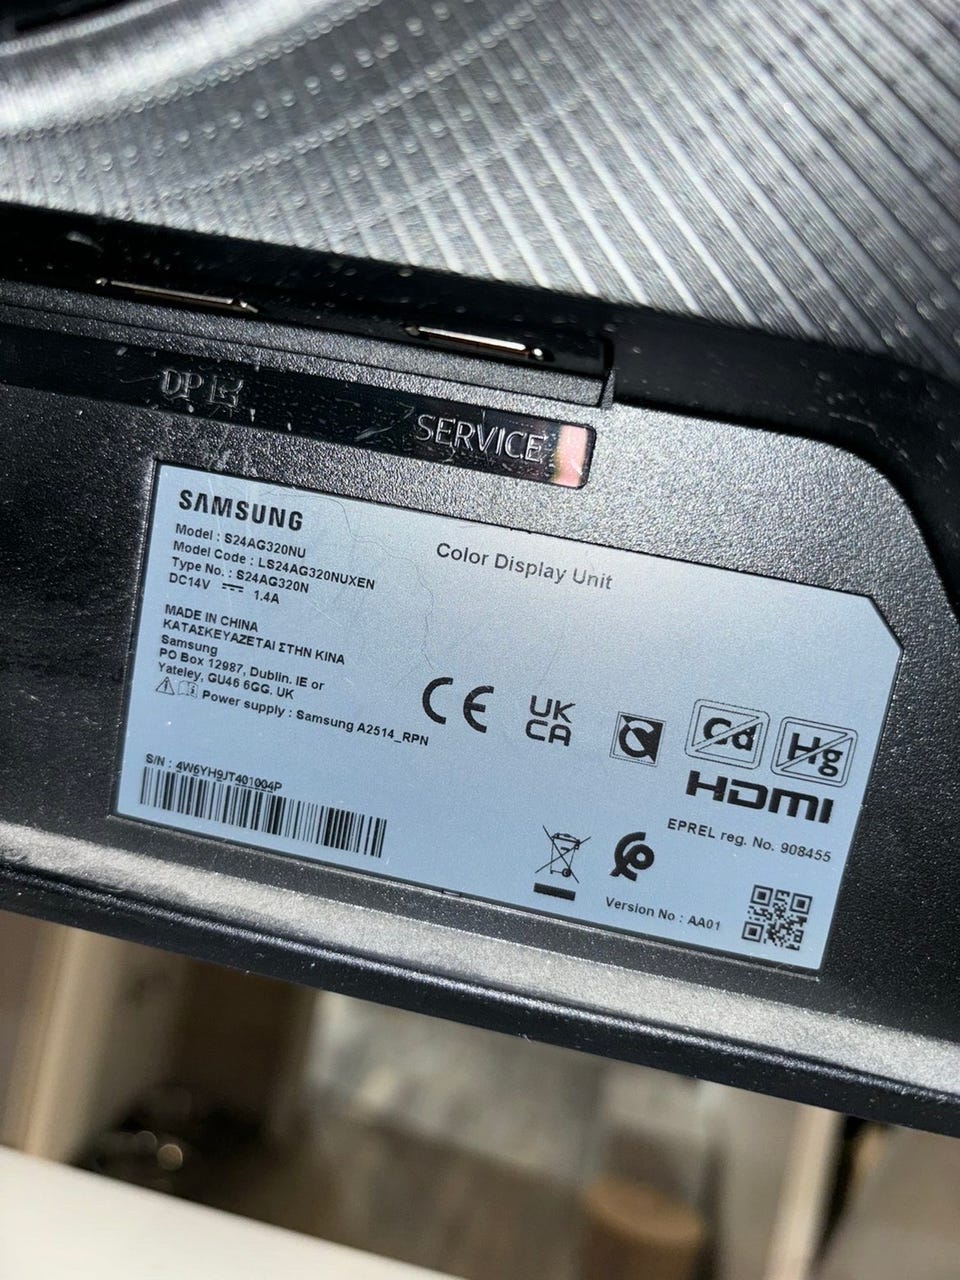 DP
SERVICE
SAMSUNG
Color Display Unit
Model : S24AG320NU
Model Code : LS24AG320NUXEN
Type No. : S24AG320N
DC14V ⎓ 1.4A
MADE IN CHINA
ΚΑΤΑΣΚΕΥΑΖΕΤΑΙ ΣΤΗΝ ΚΙΝΑ
Samsung
PO Box 12987, Dublin. IE or
Yateley, GU46 6GG. UK
Power supply : Samsung A2514_RPN
CE
UK
CA
Cd
Hg
HDMI
S/N : 4W6YH9JT401004P
EPREL reg. No. 908455
Version No : AA01